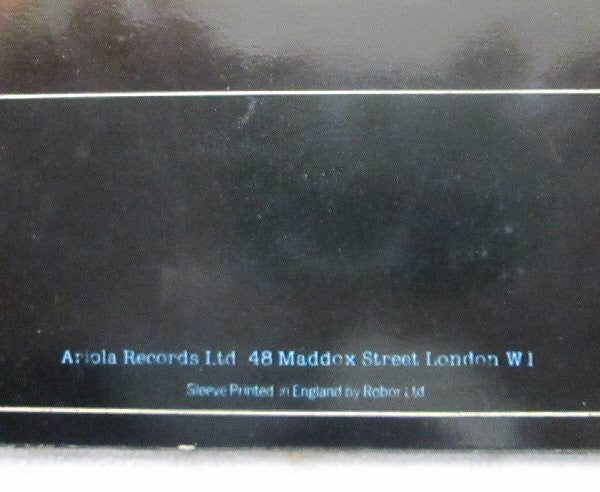 Ariola Records Ltd 48 Maddox Street London W1
Sleeve Printed in England by Robor Ltd